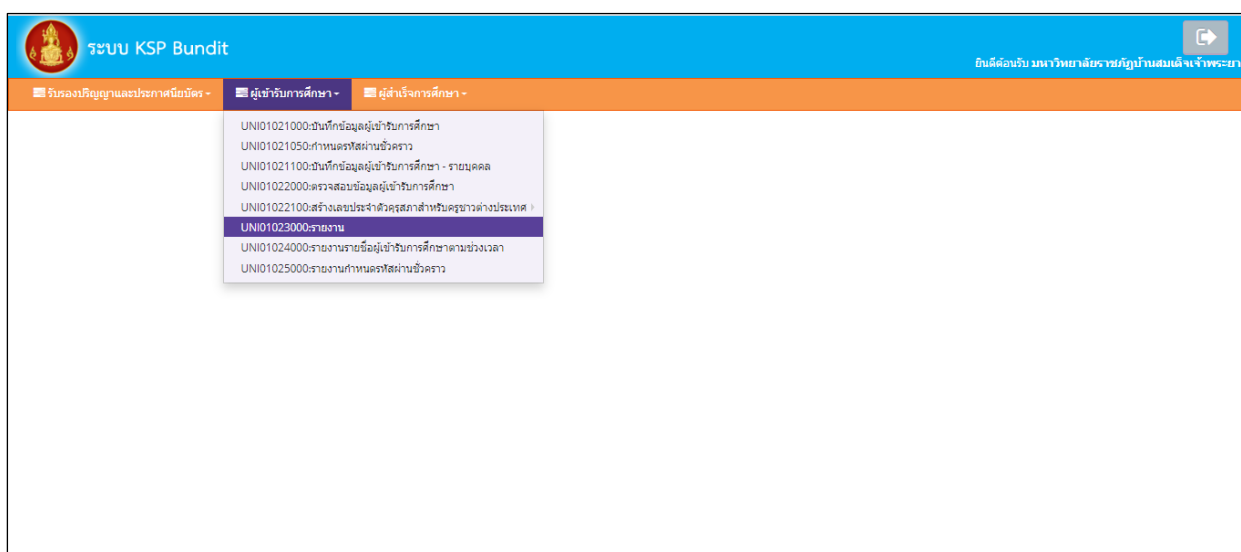 ระบบ KSP Bundit
ยินดีต้อนรับ มหาวิทยาลัยราชภัฏบ้านสมเด็จเจ้าพระยา
รับรองปริญญาและประกาศนียบัตร ผู้เข้ารับการศึกษา ผู้สำเร็จการศึกษา
UNI01021000:บันทึกข้อมูลผู้เข้ารับการศึกษา
UNI01021050:กำหนดรหัสผ่านชั่วคราว
UNI01021100:บันทึกข้อมูลผู้เข้ารับการศึกษา - รายบุคคล
UNI01022000:ตรวจสอบข้อมูลผู้เข้ารับการศึกษา
UNI01022100:สร้างเลขประจำตัวคุรุสภาสำหรับครูชาวต่างประเทศ
UNI01023000:รายงาน
UNI01024000:รายงานรายชื่อผู้เข้ารับการศึกษาตามช่วงเวลา
UNI01025000:รายงานกำหนดรหัสผ่านชั่วคราว